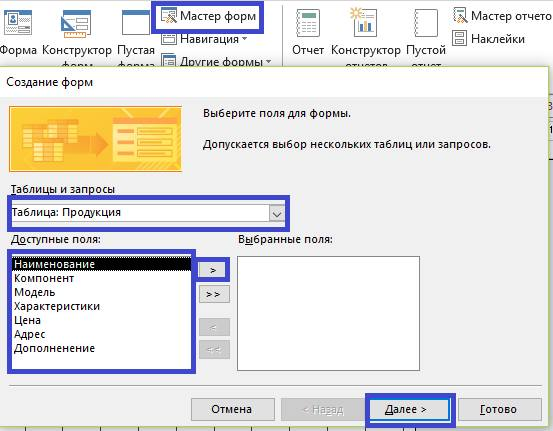 Мастер форм
Мастер отчето
Навигация
Наклейки
Форма Конструктор Пустая
форм форма
Другие формы
Отчет Конструктор Пустой
отчетов отчет
Создание форм
Выберите поля для формы.
Допускается выбор нескольких таблиц или запросов.
Таблицы и запросы
Таблица: Продукция
Доступные поля:
Выбранные поля:
Наименование
Компонент
Модель
Характеристики
Цена
Адрес
Дополненение
>
>>
<
<<
Отмена
< Назад
Далее >
Готово